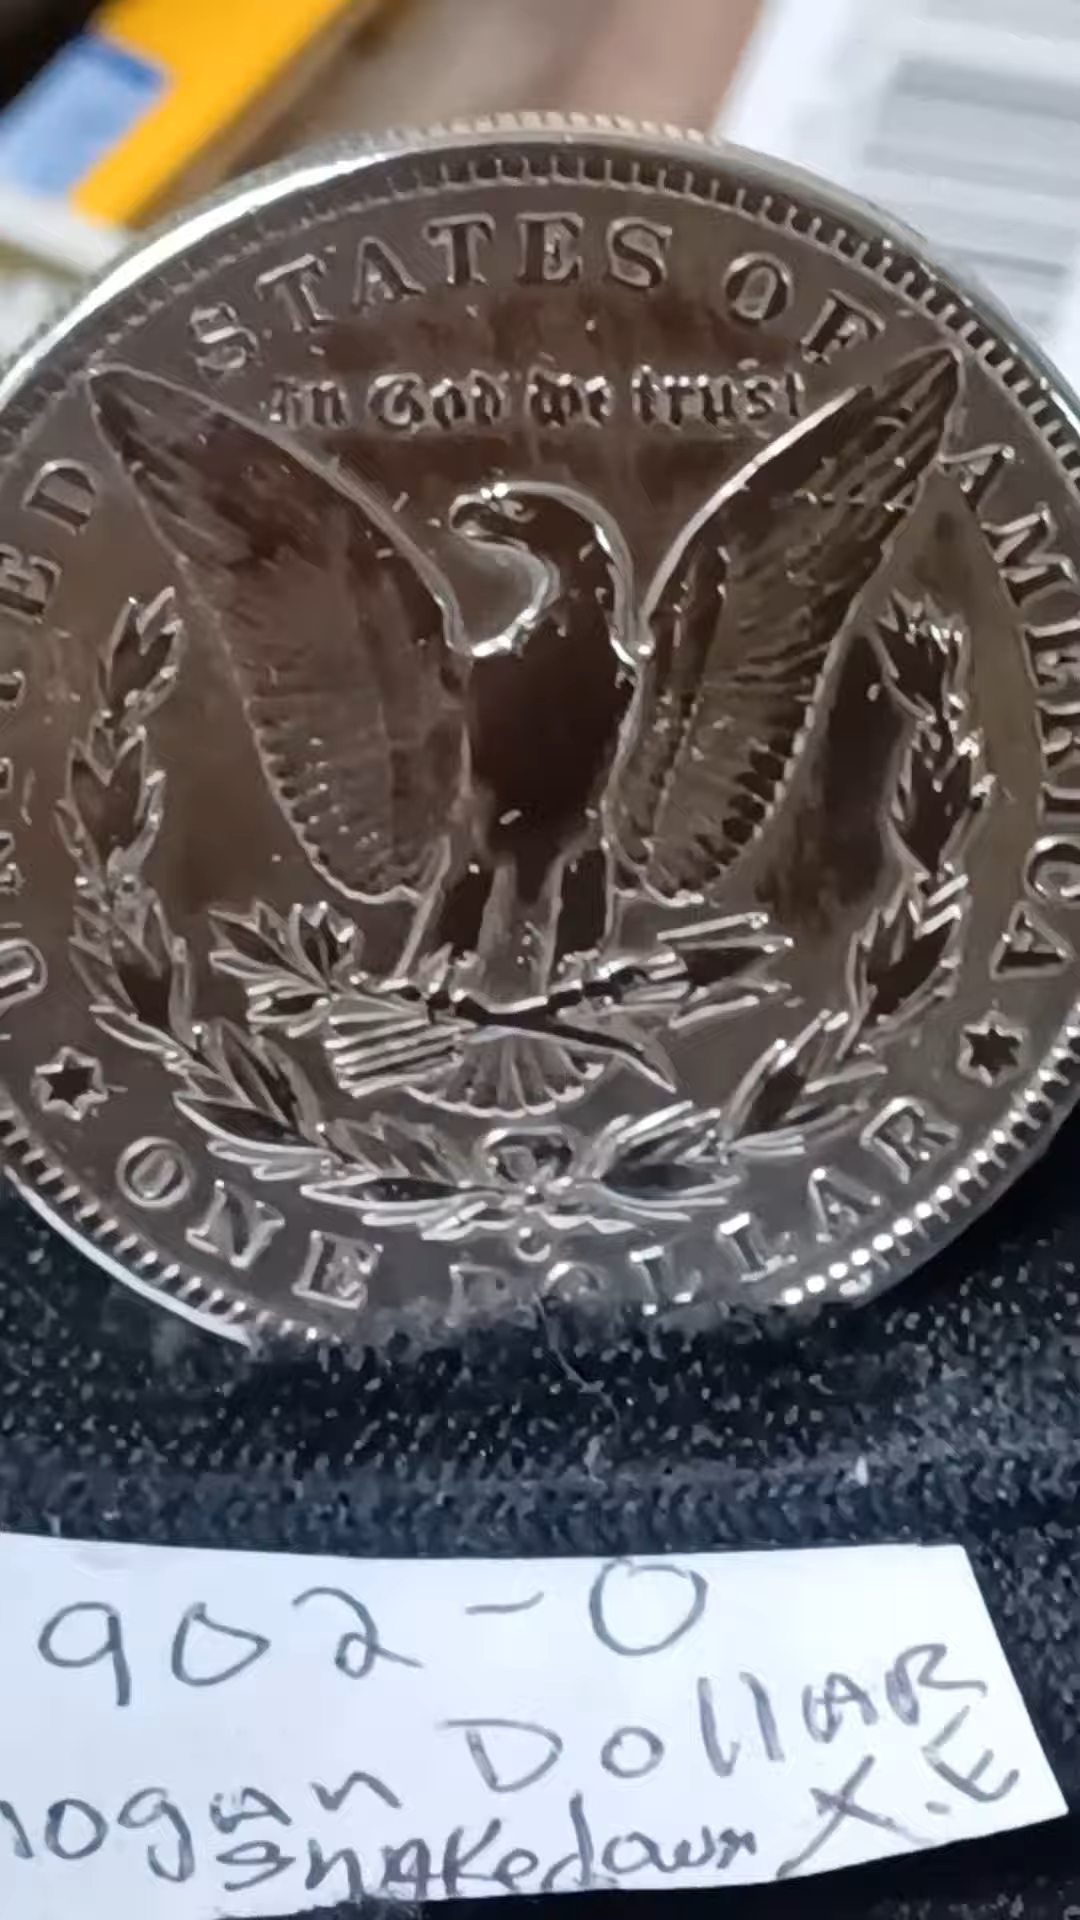 UNITED STATES OF AMERICA
In God we trust
ONE DOLLAR
O
902-O
Dollar
mogan
snakedown X.E